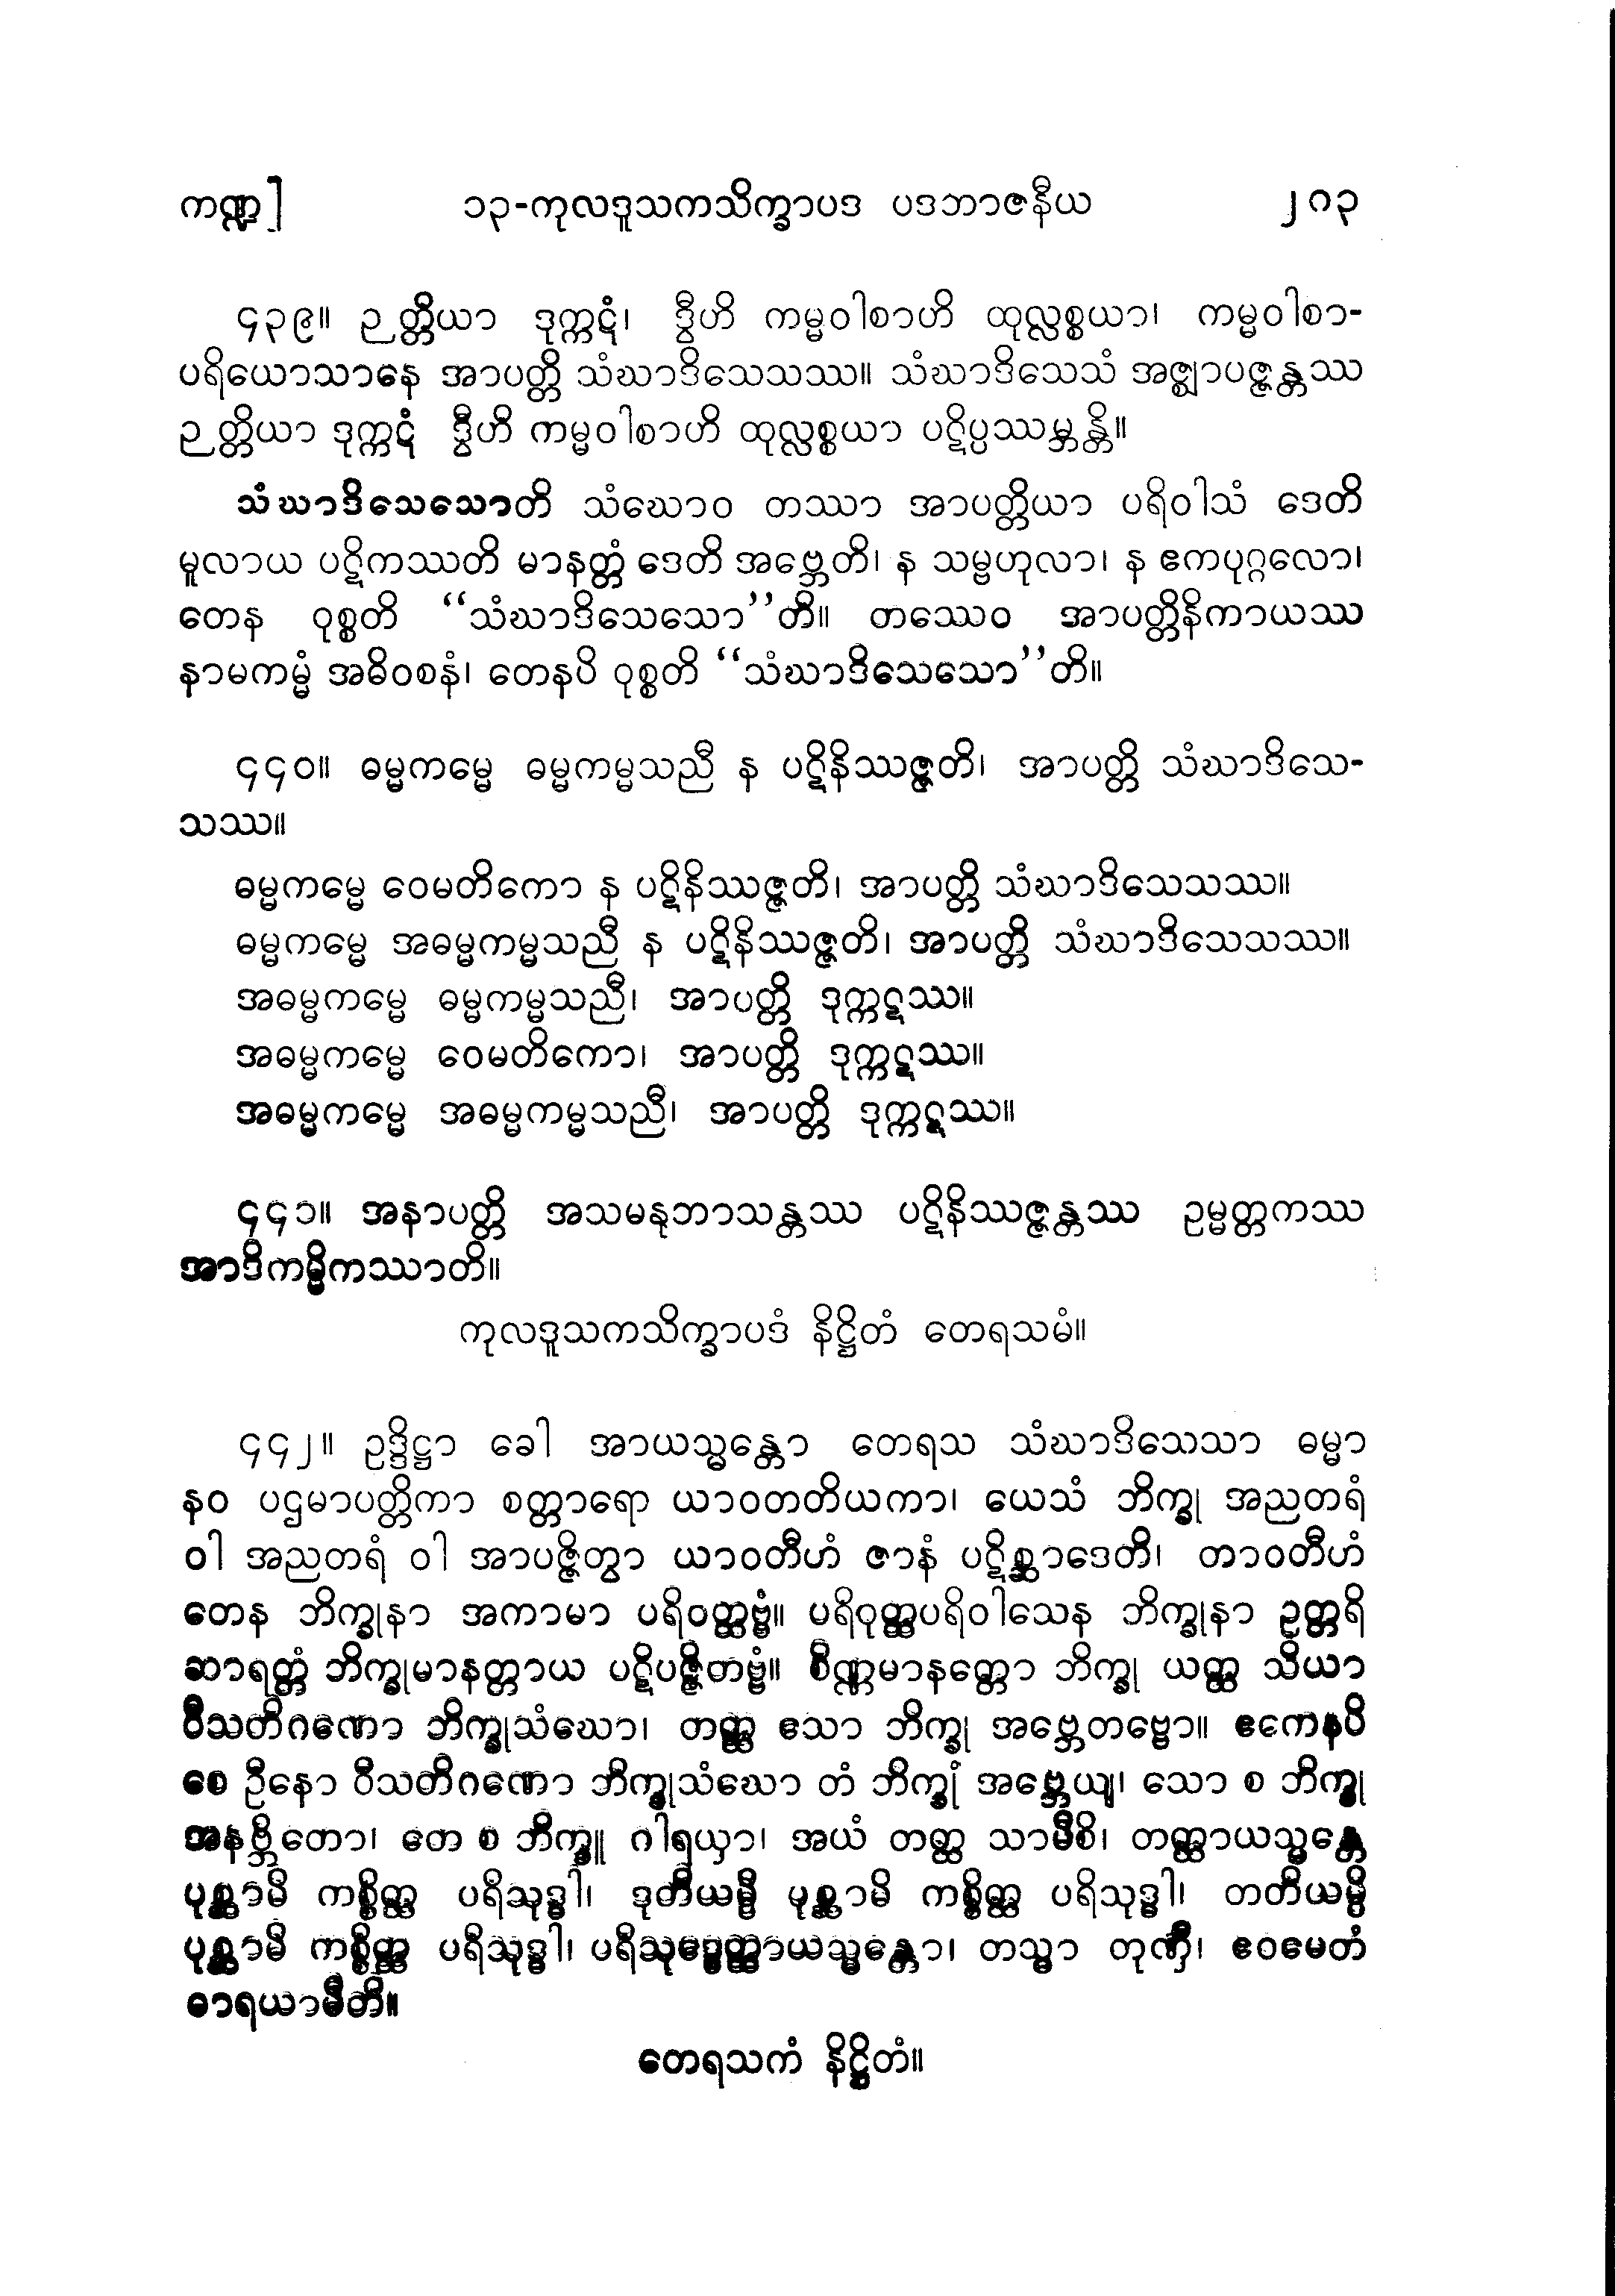 ကဏ္ဍ] ၁၃-ကုလဒူသကသိက္ခာပဒ ပဒဘာဇနီယ ၂၈၃
၄၃၉။ ဉတ္တိယာ ဒုက္ကဋံ၊ ဒွီဟိ ကမ္မဝါစာဟိ ထုလ္လစ္စယာ၊ ကမ္မဝါစာ-
ပရိယောသာနေ အာပတ္တိ သံဃာဒိသေသဿ။ သံဃာဒိသေသံ အဇ္ဈာပဇ္ဇန္တဿ
ဉတ္တိယာ ဒုက္ကဋံ ဒွီဟိ ကမ္မဝါစာဟိ ထုလ္လစ္စယာ ပဋိပ္ပဿမ္ဘန္တိ။
သံဃာဒိသေသောတိ သံဃောဝ တဿာ အာပတ္တိယာ ပရိဝါသံ ဒေတိ
မူလာယ ပဋိကဿတိ မာနတ္တံ ဒေတိ အဗ္ဘေတိ၊ န သမ္ဗဟုလာ၊ န ဧကပုဂ္ဂလော၊
တေန ဝုစ္စတိ “သံဃာဒိသေသော”တိ။ တဿေဝ အာပတ္တိနိကာယဿ
နာမကမ္မံ အဓိဝစနံ၊ တေနပိ ဝုစ္စတိ “သံဃာဒိသေသော”တိ။
၄၄၀။ ဓမ္မကမ္မေ ဓမ္မကမ္မသညီ န ပဋိနိဿဇ္ဇတိ၊ အာပတ္တိ သံဃာဒိသေ-
သဿ။
ဓမ္မကမ္မေ ဝေမတိကော န ပဋိနိဿဇ္ဇတိ၊ အာပတ္တိ သံဃာဒိသေသဿ။
ဓမ္မကမ္မေ အဓမ္မကမ္မသညီ န ပဋိနိဿဇ္ဇတိ၊ အာပတ္တိ သံဃာဒိသေသဿ။
အဓမ္မကမ္မေ ဓမ္မကမ္မသညီ၊ အာပတ္တိ ဒုက္ကဋဿ။
အဓမ္မကမ္မေ ဝေမတိကော၊ အာပတ္တိ ဒုက္ကဋဿ။
အဓမ္မကမ္မေ အဓမ္မကမ္မသညီ၊ အာပတ္တိ ဒုက္ကဋဿ။
၄၄၁။ အနာပတ္တိ အသမနုဘာသန္တဿ ပဋိနိဿဇ္ဇန္တဿ ဥမ္မတ္တကဿ
အာဒိကမ္မိကဿာတိ။
ကုလဒူသကသိက္ခာပဒံ နိဋ္ဌိတံ တေရသမံ။
၄၄၂။ ဥဒ္ဒိဋ္ဌာ ခေါ အာယသ္မန္တော တေရသ သံဃာဒိသေသာ ဓမ္မာ
နဝ ပဌမာပတ္တိကာ စတ္တာရော ယာဝတတိယကာ၊ ယေသံ ဘိက္ခု အညတရံ
ဝါ အညတရံ ဝါ အာပဇ္ဇိတွာ ယာဝတီဟံ ဇာနံ ပဋိစ္ဆာဒေတိ၊ တာဝတီဟံ
တေန ဘိက္ခုနာ အကာမာ ပရိဝတ္ထဗ္ဗံ။ ပရိဝုတ္ထပရိဝါသေန ဘိက္ခုနာ ဥတ္တရိ
ဆာရတ္တံ ဘိက္ခုမာနတ္တာယ ပဋိပဇ္ဇိတဗ္ဗံ။ စိဏ္ဏမာနတ္တော ဘိက္ခု ယတ္ထ သိယာ
ဝီသတိဂဏော ဘိက္ခုသံဃော၊ တတ္ထ သော ဘိက္ခု အဗ္ဘေတဗ္ဗော။ ဧကေနပိ
စေ ဦနော ဝီသတိဂဏော ဘိက္ခုသံဃော တံ ဘိက္ခုံ အဗ္ဘေယျ၊ သော စ ဘိက္ခု
အနဗ္ဘိတော၊ တေ စ ဘိက္ခူ ဂါရယှာ၊ အယံ တတ္ထ သာမီစိ၊ တတ္ထာယသ္မန္တေ
ပုစ္ဆာမိ ကစ္စိတ္ထ ပရိသုဒ္ဓါ၊ ဒုတိယမ္ပိ ပုစ္ဆာမိ ကစ္စိတ္ထ ပရိသုဒ္ဓါ၊ တတိယမ္ပိ
ပုစ္ဆာမိ ကစ္စိတ္ထ ပရိသုဒ္ဓါ၊ ပရိသုဒ္ဓေတ္ထာယသ္မန္တော၊ တသ္မာ တုဏှီ၊ ဧဝမေတံ
ဓာရယာမီတိ။
တေရသကံ နိဋ္ဌိတံ။